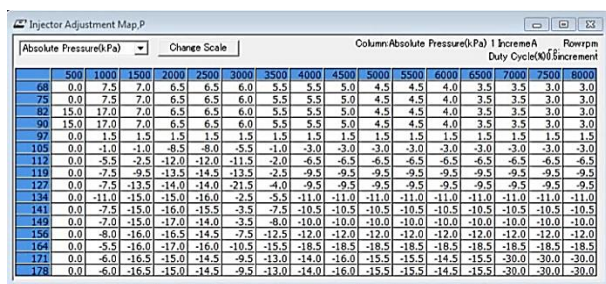 Injector Adjustment Map,P
Absolute Pressure(kPa) Change Scale Column:Absolute Pressure(kPa) 1 IncremeA Rowrpm
Duty Cycle(%)0.5increment
500 1000 1500 2000 2500 3000 3500 4000 4500 5000 5500 6000 6500 7000 7500 8000
68 0.0 7.5 7.0 6.5 6.5 6.0 5.5 5.5 5.0 4.5 4.5 4.0 3.5 3.5 3.0 3.0
75 0.0 7.5 7.0 6.5 6.5 6.0 5.5 5.5 5.0 4.5 4.5 4.0 3.5 3.5 3.0 3.0
82 15.0 17.0 7.0 6.5 6.5 6.0 5.5 5.5 5.0 4.5 4.5 4.0 3.5 3.5 3.0 3.0
90 15.0 17.0 7.0 6.5 6.5 6.0 5.5 5.5 5.0 4.5 4.5 4.0 3.5 3.5 3.0 3.0
97 0.0 1.5 1.5 1.5 1.5 1.5 1.5 1.5 1.5 1.5 1.5 1.5 1.5 1.5 1.5 1.5
105 0.0 -1.0 -1.0 -8.5 -8.0 -5.5 -1.0 -3.0 -3.0 -3.0 -3.0 -3.0 -3.0 -3.0 -3.0 -3.0
112 0.0 -5.5 -2.5 -12.0 -12.0 -11.5 -2.0 -6.5 -6.5 -6.5 -6.5 -6.5 -6.5 -6.5 -6.5 -6.5
119 0.0 -7.5 -9.5 -13.5 -14.5 -13.5 -2.5 -9.5 -9.5 -9.5 -9.5 -9.5 -9.5 -9.5 -9.5 -9.5
127 0.0 -7.5 -13.5 -14.0 -14.0 -21.5 -4.0 -9.5 -9.5 -9.5 -9.5 -9.5 -9.5 -9.5 -9.5 -9.5
134 0.0 -11.0 -15.0 -15.0 -16.0 -2.5 -5.5 -11.0 -11.0 -11.0 -11.0 -11.0 -11.0 -11.0 -11.0 -11.0
141 0.0 -7.5 -15.0 -16.0 -15.5 -3.5 -7.5 -10.5 -10.5 -10.5 -10.5 -10.5 -10.5 -10.5 -10.5 -10.5
149 0.0 -7.0 -15.0 -17.0 -14.0 -3.5 -8.0 -10.0 -10.0 -10.0 -10.0 -10.0 -10.0 -10.0 -10.0 -10.0
156 0.0 -8.0 -16.0 -16.5 -14.5 -7.5 -12.5 -12.0 -12.0 -12.0 -12.0 -12.0 -12.0 -12.0 -12.0 -12.0
164 0.0 -5.5 -16.0 -17.0 -16.0 -10.5 -15.5 -18.5 -18.5 -18.5 -18.5 -18.5 -18.5 -18.5 -18.5 -18.5
171 0.0 -6.0 -16.5 -15.0 -14.5 -9.5 -13.0 -14.0 -16.0 -15.5 -15.5 -14.5 -15.5 -30.0 -30.0 -30.0
178 0.0 -6.0 -16.5 -15.0 -14.5 -9.5 -13.0 -14.0 -16.0 -15.5 -15.5 -14.5 -15.5 -30.0 -30.0 -30.0